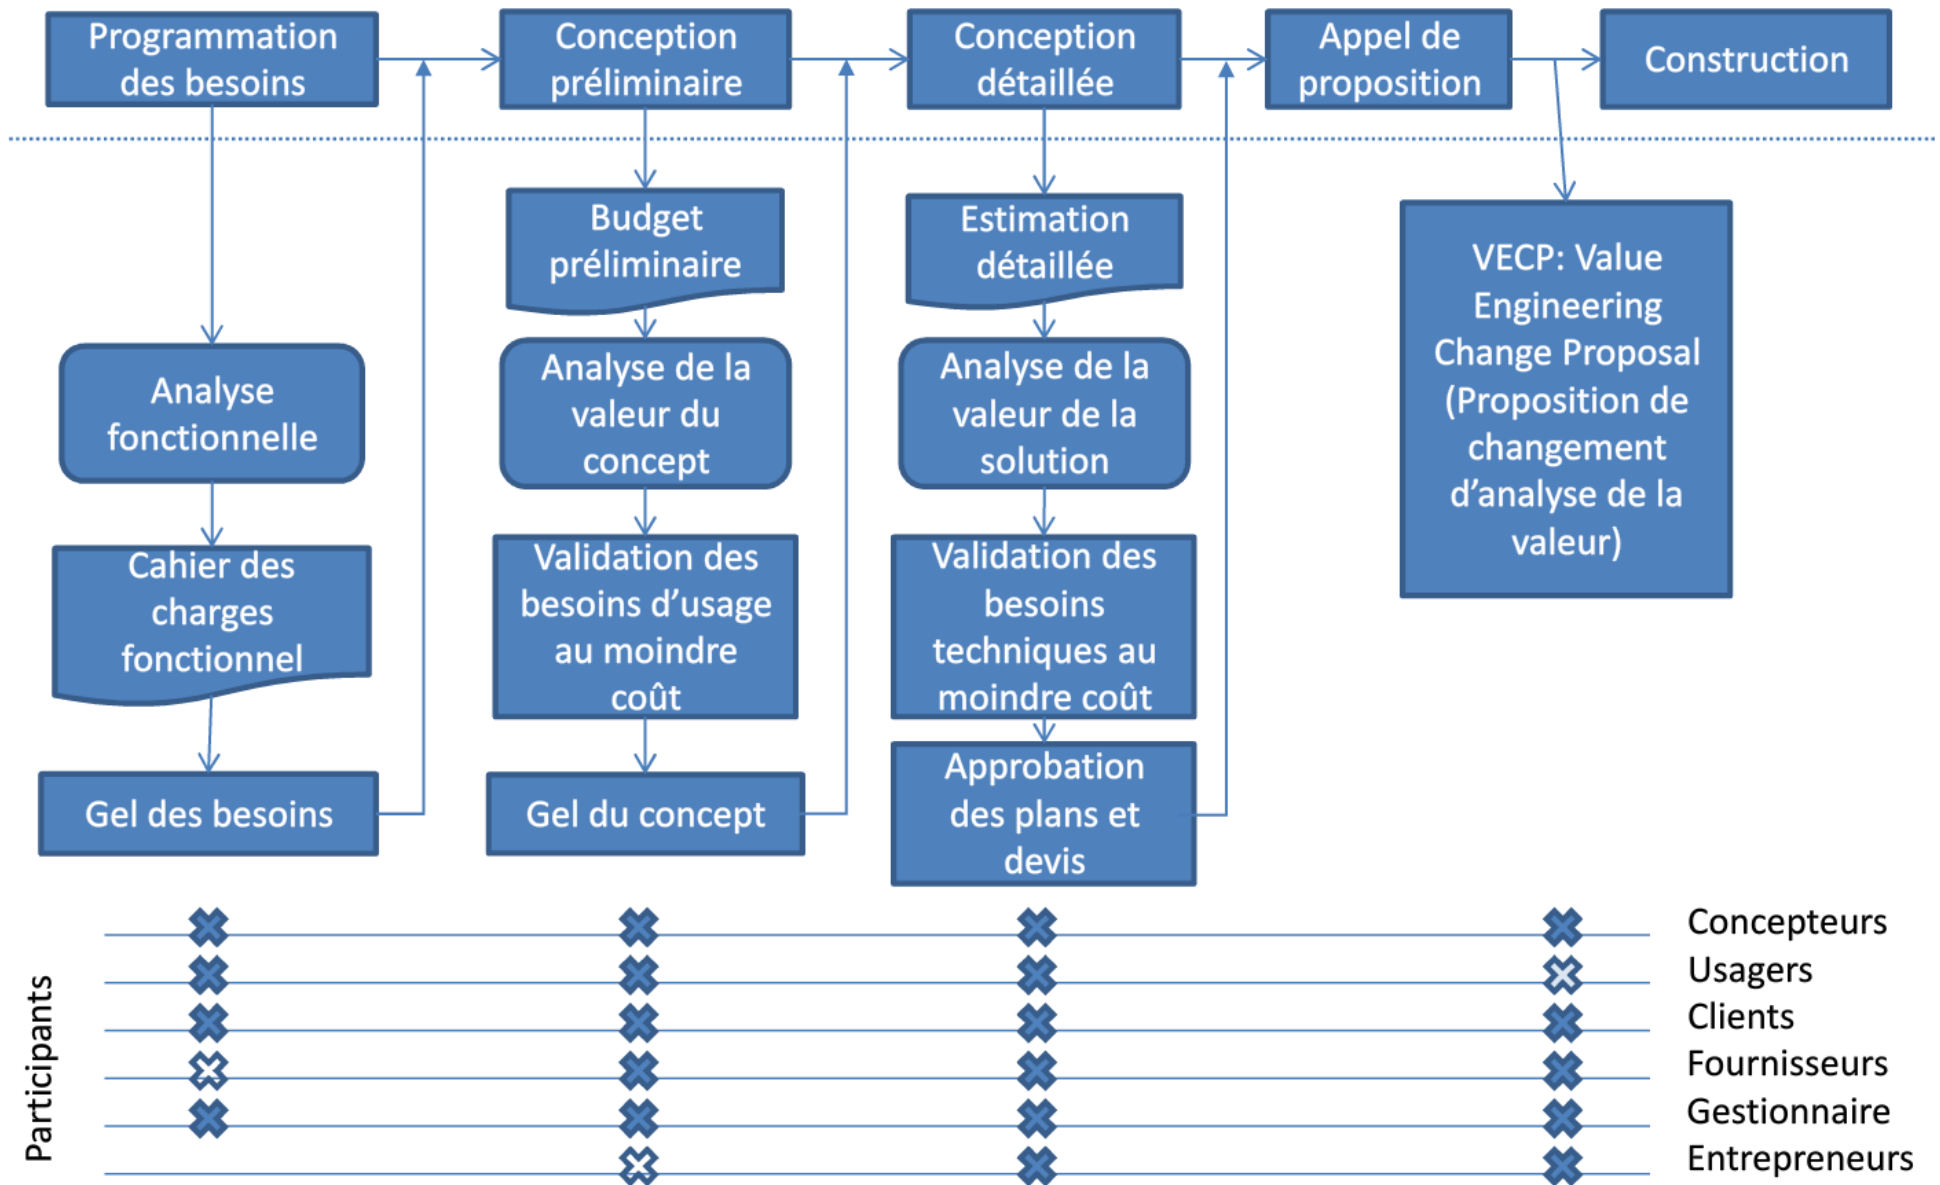 Programmation
des besoins
Conception
préliminaire
Conception
détaillée
Appel de
proposition
Construction
Budget
préliminaire
Estimation
détaillée
VECP: Value
Engineering
Change Proposal
(Proposition de
changement
d’analyse de la
valeur)
Analyse
fonctionnelle
Analyse de la
valeur du
concept
Analyse de la
valeur de la
solution
Cahier des
charges
fonctionnel
Validation des
besoins d’usage
au moindre
coût
Validation des
besoins
techniques au
moindre coût
Gel des besoins
Gel du concept
Approbation
des plans et
devis
Participants
Concepteurs
Usagers
Clients
Fournisseurs
Gestionnaire
Entrepreneurs